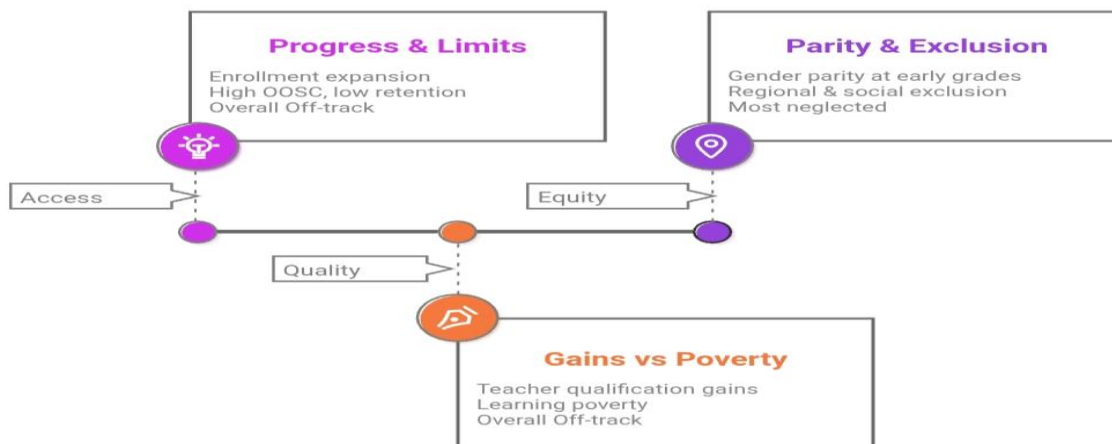 Progress & Limits
Enrollment expansion
High OOSC, low retention
Overall Off-track
Parity & Exclusion
Gender parity at early grades
Regional & social exclusion
Most neglected
Access
Equity
Quality
Gains vs Poverty
Teacher qualification gains
Learning poverty
Overall Off-track